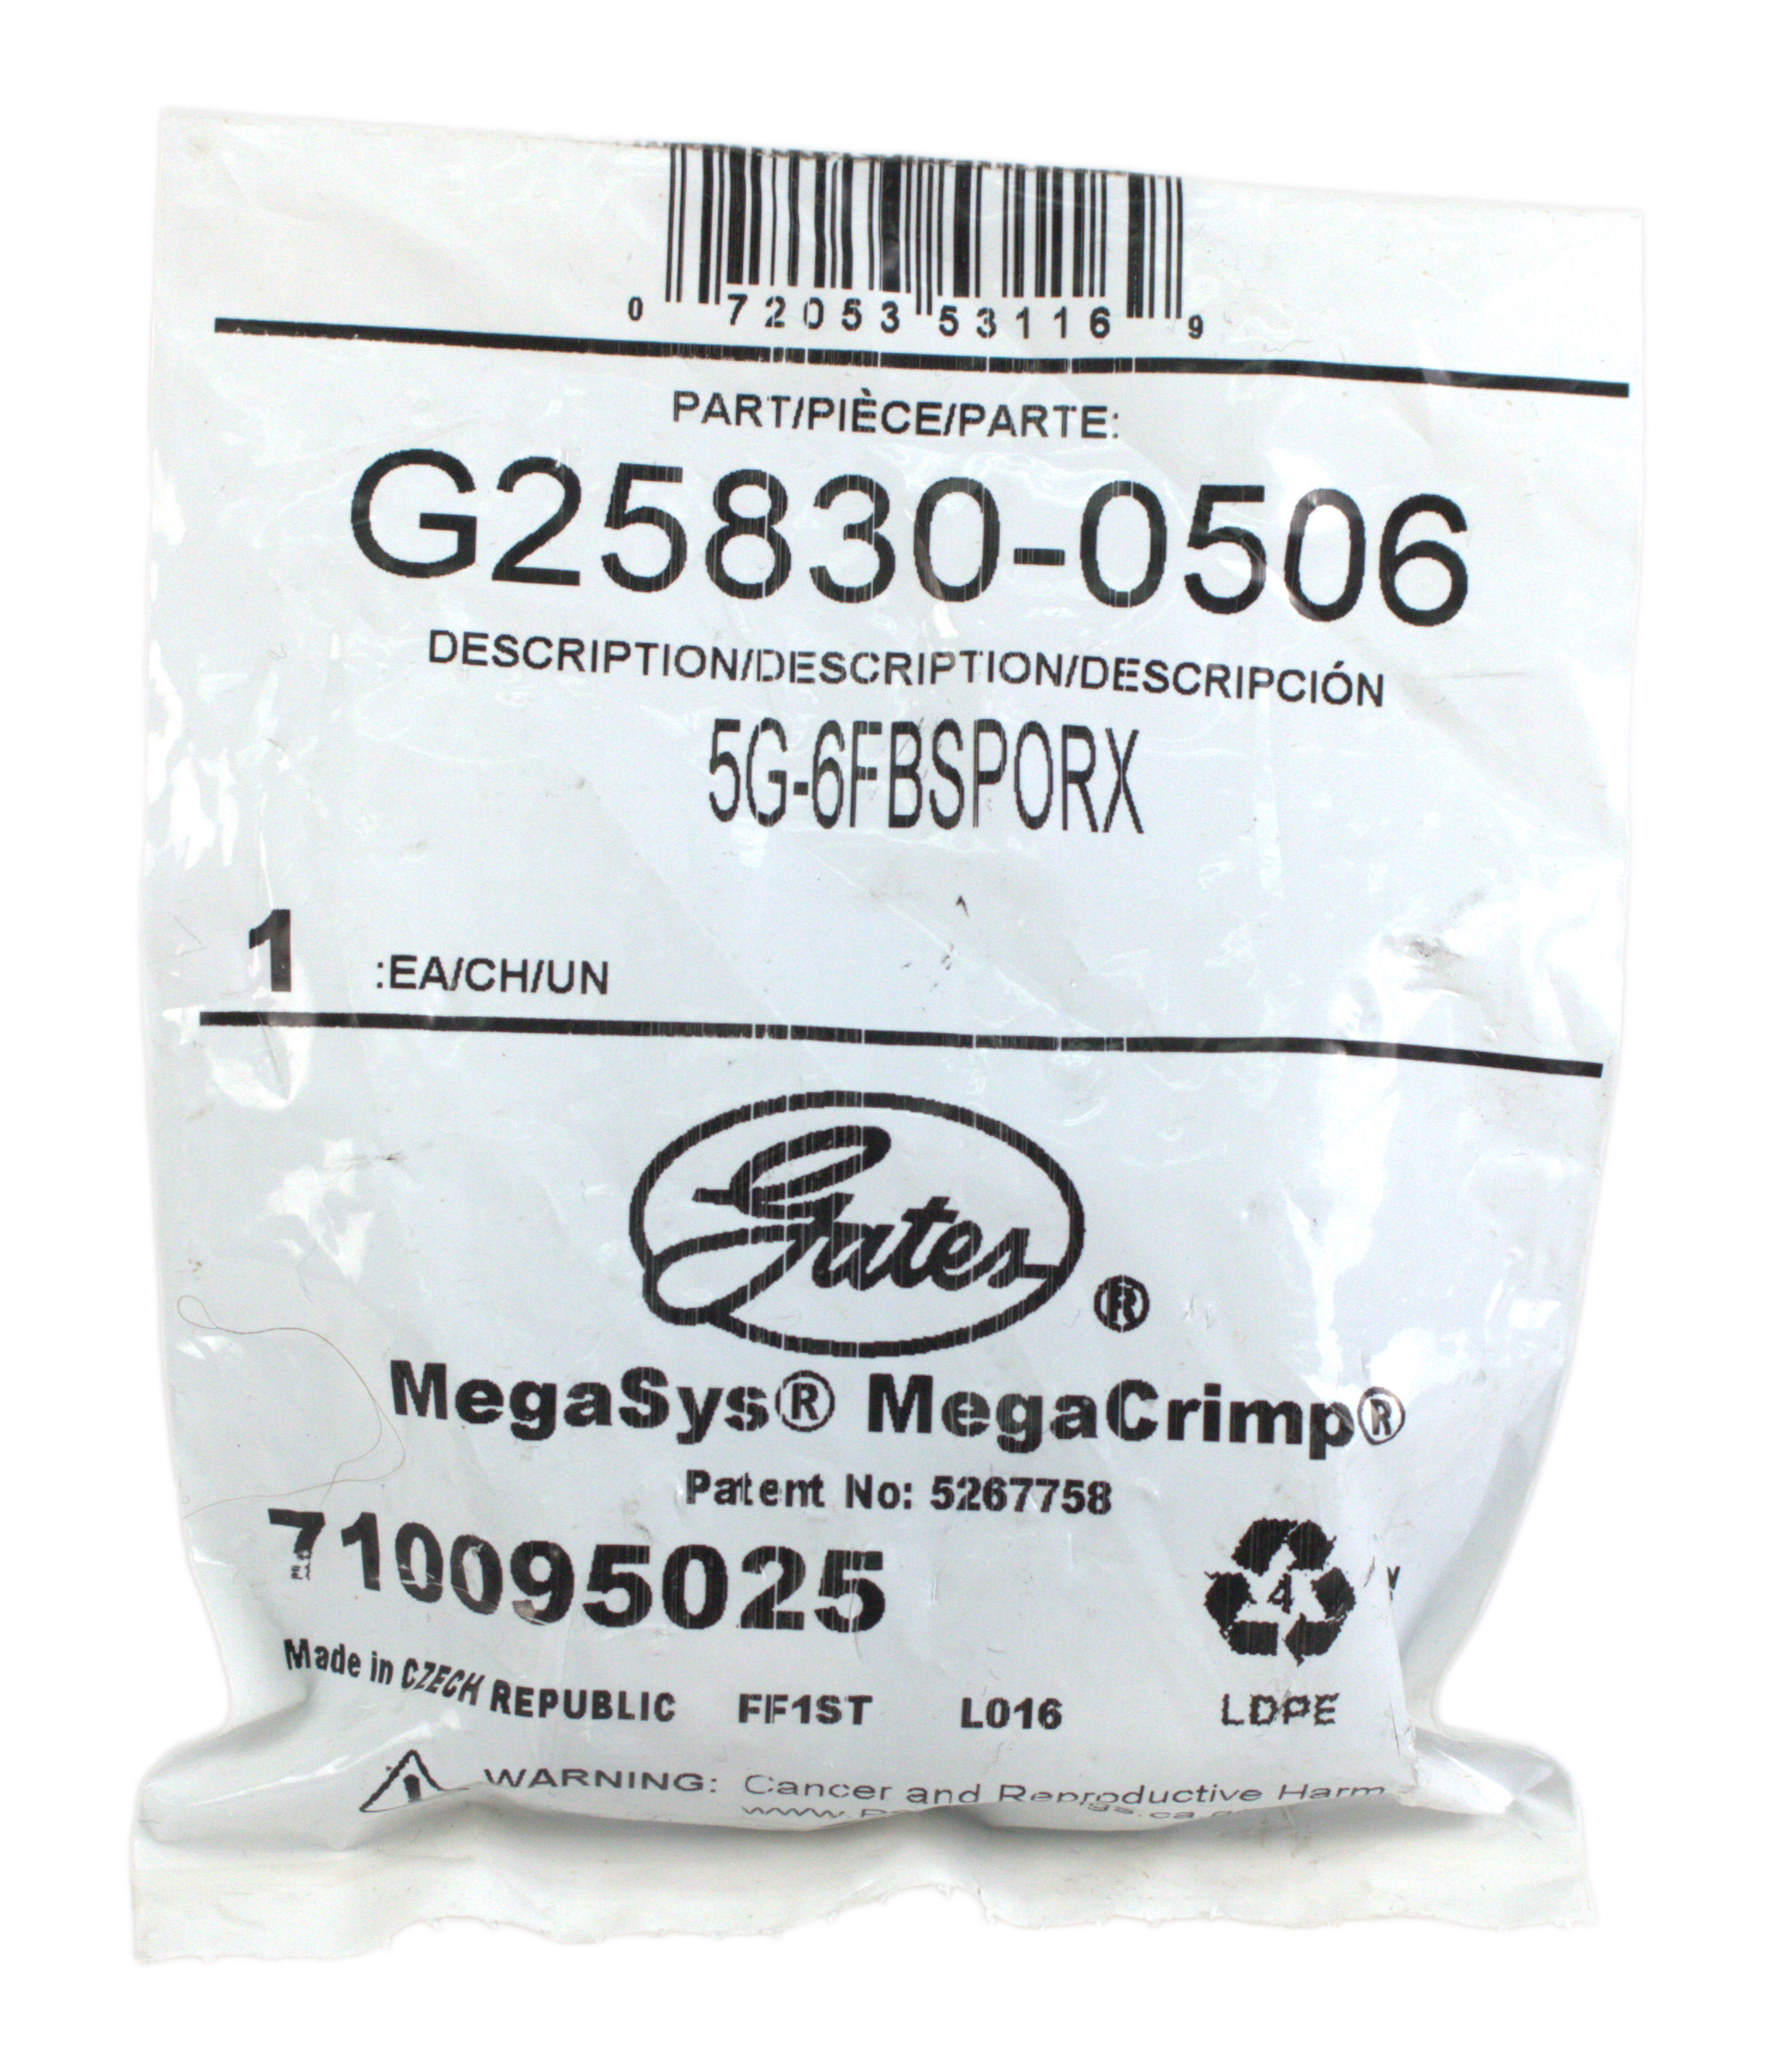 0 72053 53116 9
PART/PIÈCE/PARTE:
G25830-0506
DESCRIPTION/DESCRIPTION/DESCRIPCIÓN
5G-6FBSPORX
1 :EA/CH/UN
Gates®
MegaSys® MegaCrimp®
Patent No: 5267758
710095025
4
Made in CZECH REPUBLIC FF1ST L016 LDPE
WARNING: Cancer and Reproductive Harm